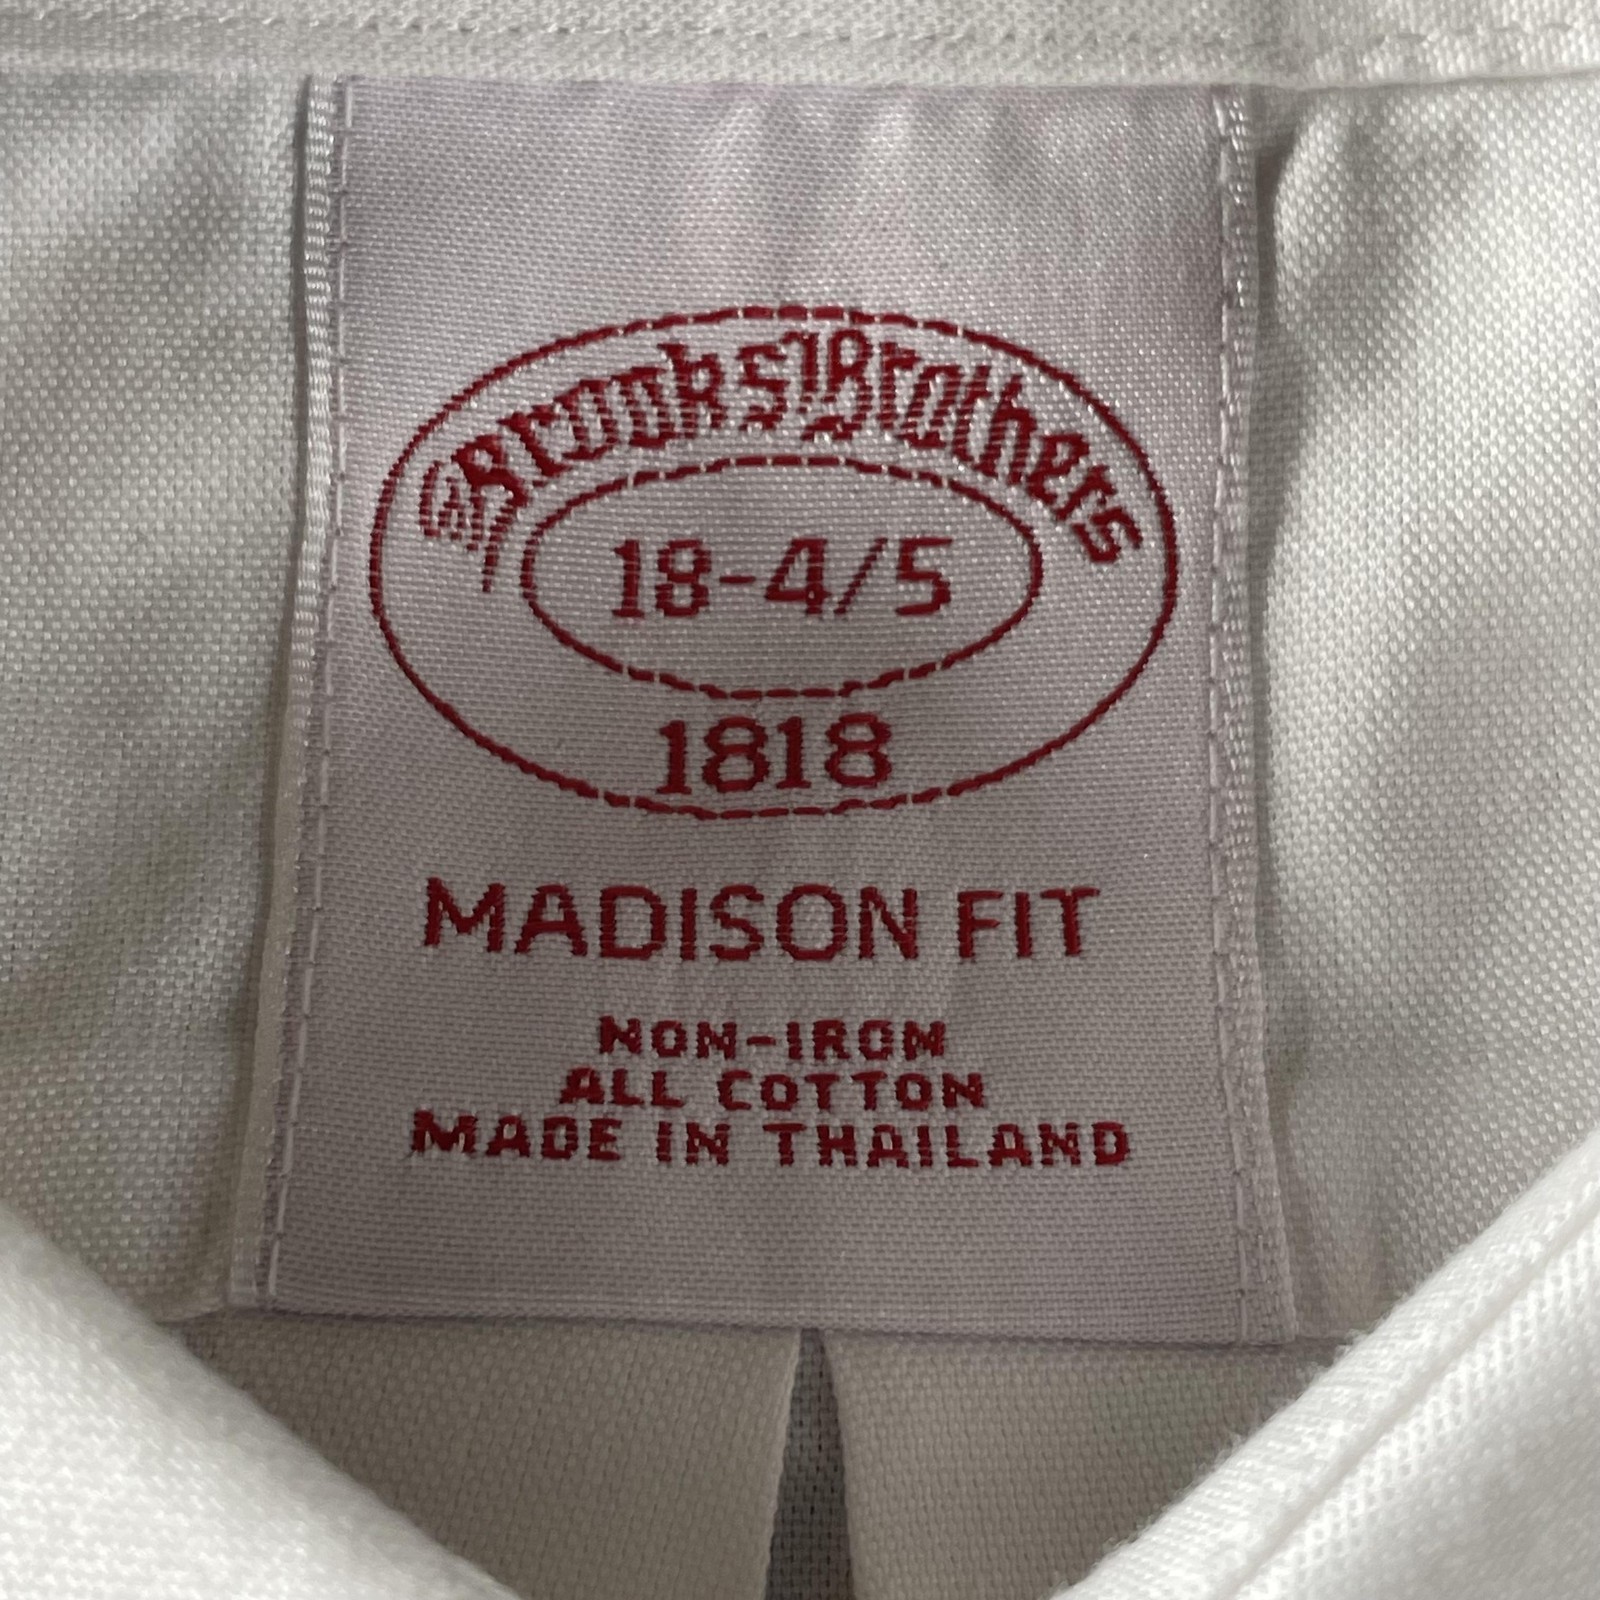 Brooks Brothers
18-4/5
1818
MADISON FIT
NON-IRON
ALL COTTON
MADE IN THAILAND